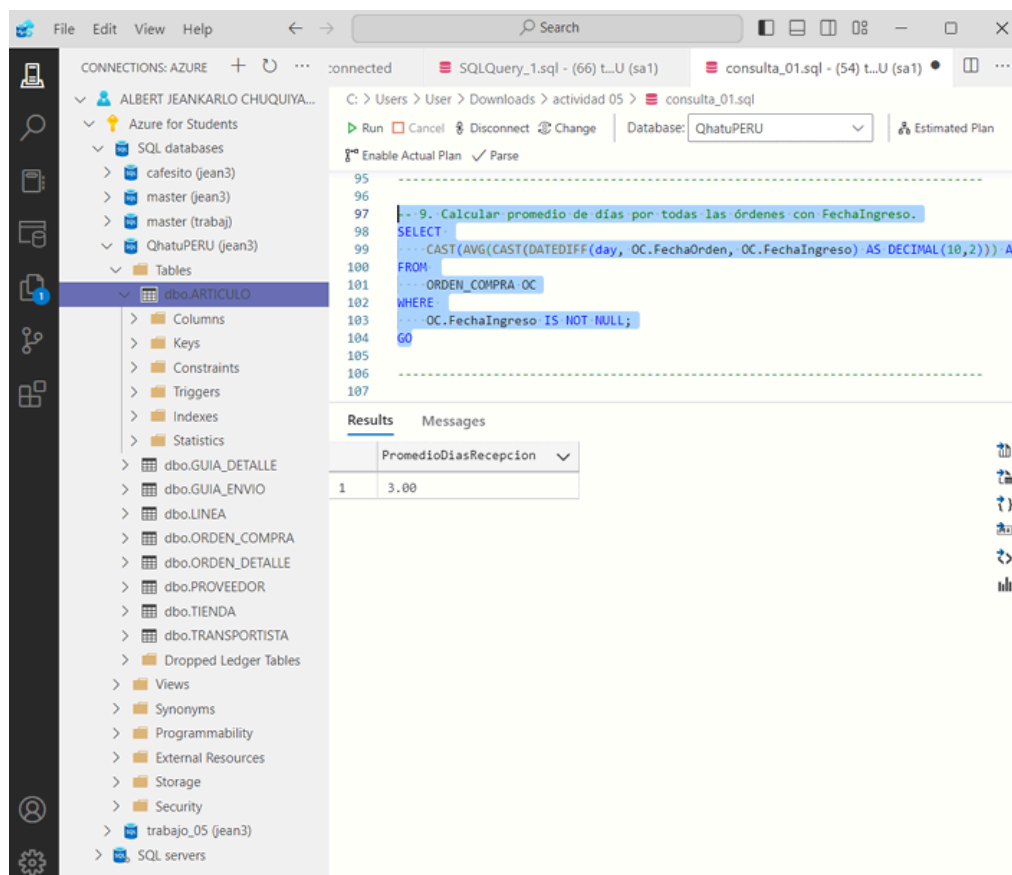 File Edit View Help Search
CONNECTIONS: AZURE
ALBERT JEANKARLO CHUQUIYA...
Azure for Students
SQL databases
cafesito (jean3)
master (jean3)
master (trabaj)
QhatuPERU (jean3)
Tables
dbo.ARTICULO
Columns
Keys
Constraints
Triggers
Indexes
Statistics
dbo.GUIA_DETALLE
dbo.GUIA_ENVIO
dbo.LINEA
dbo.ORDEN_COMPRA
dbo.ORDEN_DETALLE
dbo.PROVEEDOR
dbo.TIENDA
dbo.TRANSPORTISTA
Dropped Ledger Tables
Views
Synonyms
Programmability
External Resources
Storage
Security
trabajo_05 (jean3)
SQL servers
1
:onnected SQLQuery_1.sql - (66) t...U (sa1) consulta_01.sql - (54) t...U (sa1)
C: > Users > User > Downloads > actividad 05 > consulta_01.sql
Run Cancel Disconnect Change Database: QhatuPERU Estimated Plan
Enable Actual Plan Parse
95 ------------------------------------------------------------------------
96
97 -- 9. Calcular promedio de días por todas las órdenes con FechaIngreso.
98 SELECT
99 CAST(AVG(CAST(DATEDIFF(day, OC.FechaOrden, OC.FechaIngreso) AS DECIMAL(10,2))) A
100 FROM
101 ORDEN_COMPRA OC
102 WHERE
103 OC.FechaIngreso IS NOT NULL;
104 GO
105
106 ------------------------------------------------------------------------
107
Results Messages
PromedioDiasRecepcion
1 3.00